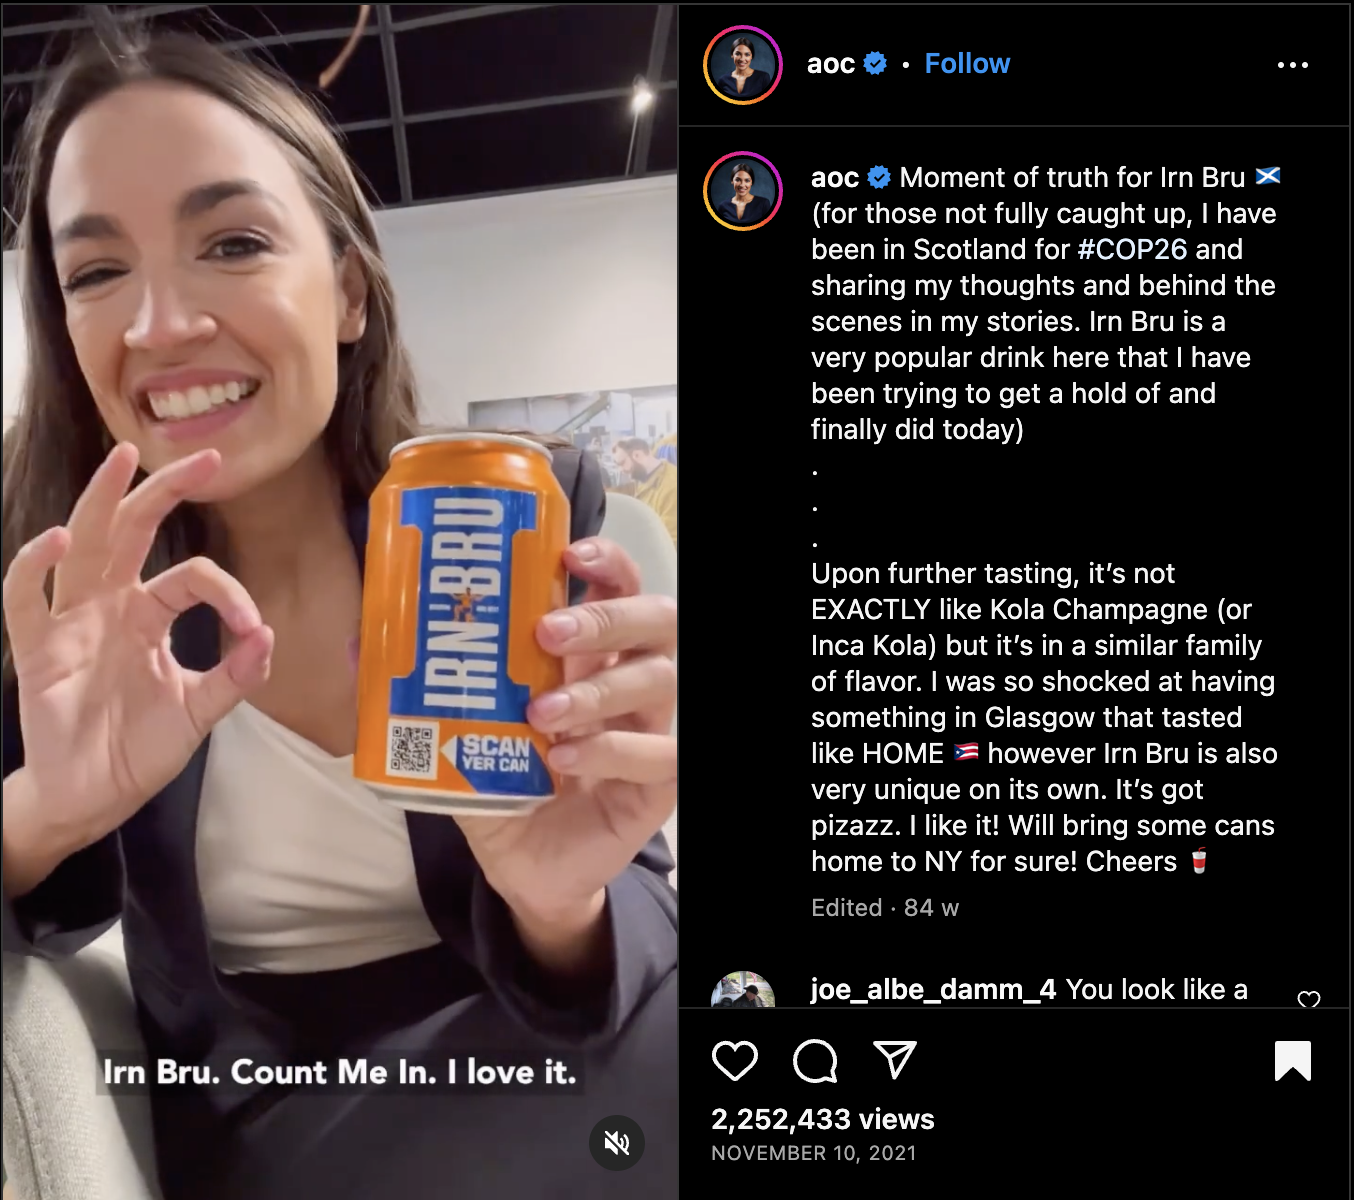 IRN-BRU
SCAN
YER CAN
Irn Bru. Count Me In. I love it.
aoc • Follow
aoc Moment of truth for Irn Bru 🏴󠁧󠁢󠁳󠁣󠁴󠁿
(for those not fully caught up, I have
been in Scotland for #COP26 and
sharing my thoughts and behind the
scenes in my stories. Irn Bru is a
very popular drink here that I have
been trying to get a hold of and
finally did today)
.
.
.
Upon further tasting, it’s not
EXACTLY like Kola Champagne (or
Inca Kola) but it’s in a similar family
of flavor. I was so shocked at having
something in Glasgow that tasted
like HOME 🇵🇷 however Irn Bru is also
very unique on its own. It’s got
pizazz. I like it! Will bring some cans
home to NY for sure! Cheers 🥤
Edited · 84 w
joe_albe_damm_4 You look like a
2,252,433 views
NOVEMBER 10, 2021